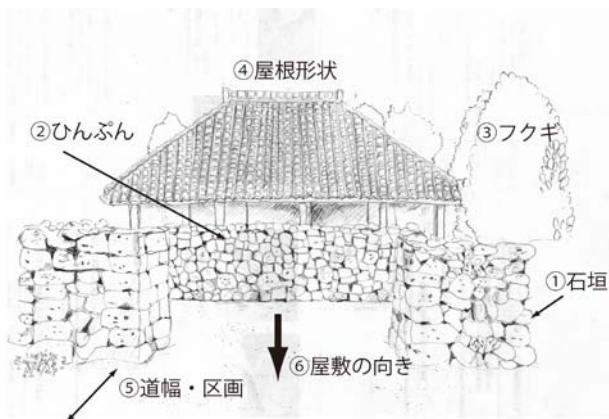 ④屋根形状
②ひんぷん
③フクギ
①石垣
⑥屋敷の向き
⑤道幅・区画